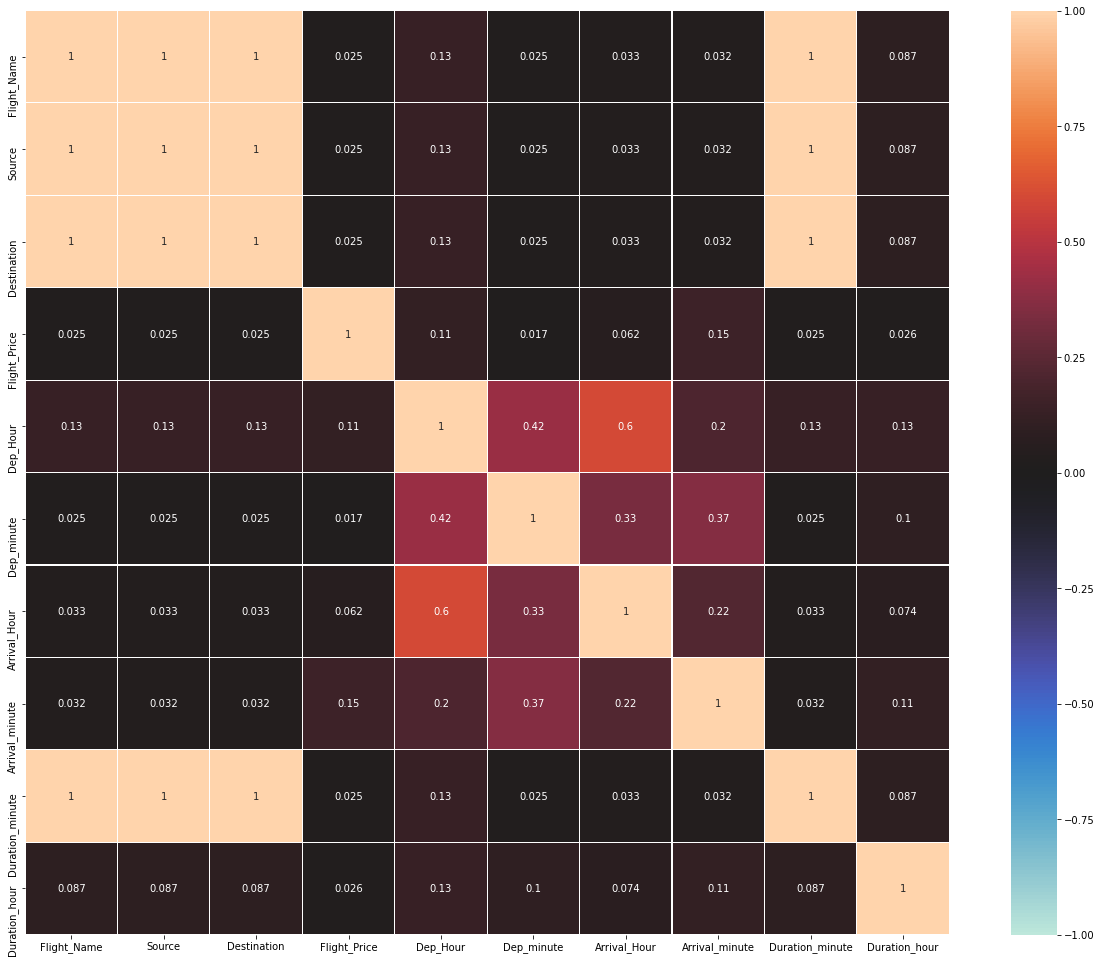 Flight_Name 1 1 1 0.025 0.13 0.025 0.033 0.032 1 0.087
Source 1 1 1 0.025 0.13 0.025 0.033 0.032 1 0.087
Destination 1 1 1 0.025 0.13 0.025 0.033 0.032 1 0.087
Flight_Price 0.025 0.025 0.025 1 0.11 0.017 0.062 0.15 0.025 0.026
Dep_Hour 0.13 0.13 0.13 0.11 1 0.42 0.6 0.2 0.13 0.13
Dep_minute 0.025 0.025 0.025 0.017 0.42 1 0.33 0.37 0.025 0.1
Arrival_Hour 0.033 0.033 0.033 0.062 0.6 0.33 1 0.22 0.033 0.074
Arrival_minute 0.032 0.032 0.032 0.15 0.2 0.37 0.22 1 0.032 0.11
Duration_minute 1 1 1 0.025 0.13 0.025 0.033 0.032 1 0.087
Duration_hour 0.087 0.087 0.087 0.026 0.13 0.1 0.074 0.11 0.087 1
Flight_Name Source Destination Flight_Price Dep_Hour Dep_minute Arrival_Hour Arrival_minute Duration_minute Duration_hour
1.00
0.75
0.50
0.25
0.00
−0.25
−0.50
−0.75
−1.00